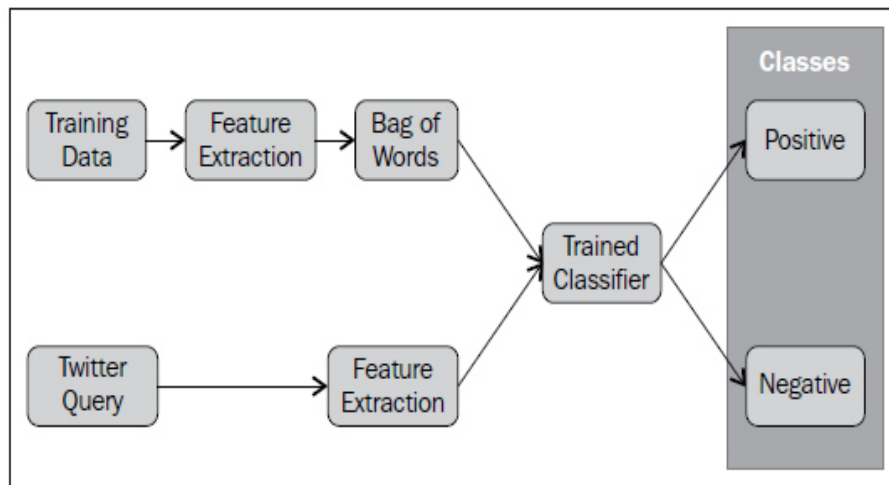 Classes
Training
Data
Feature
Extraction
Bag of
Words
Positive
Trained
Classifier
Twitter
Query
Feature
Extraction
Negative